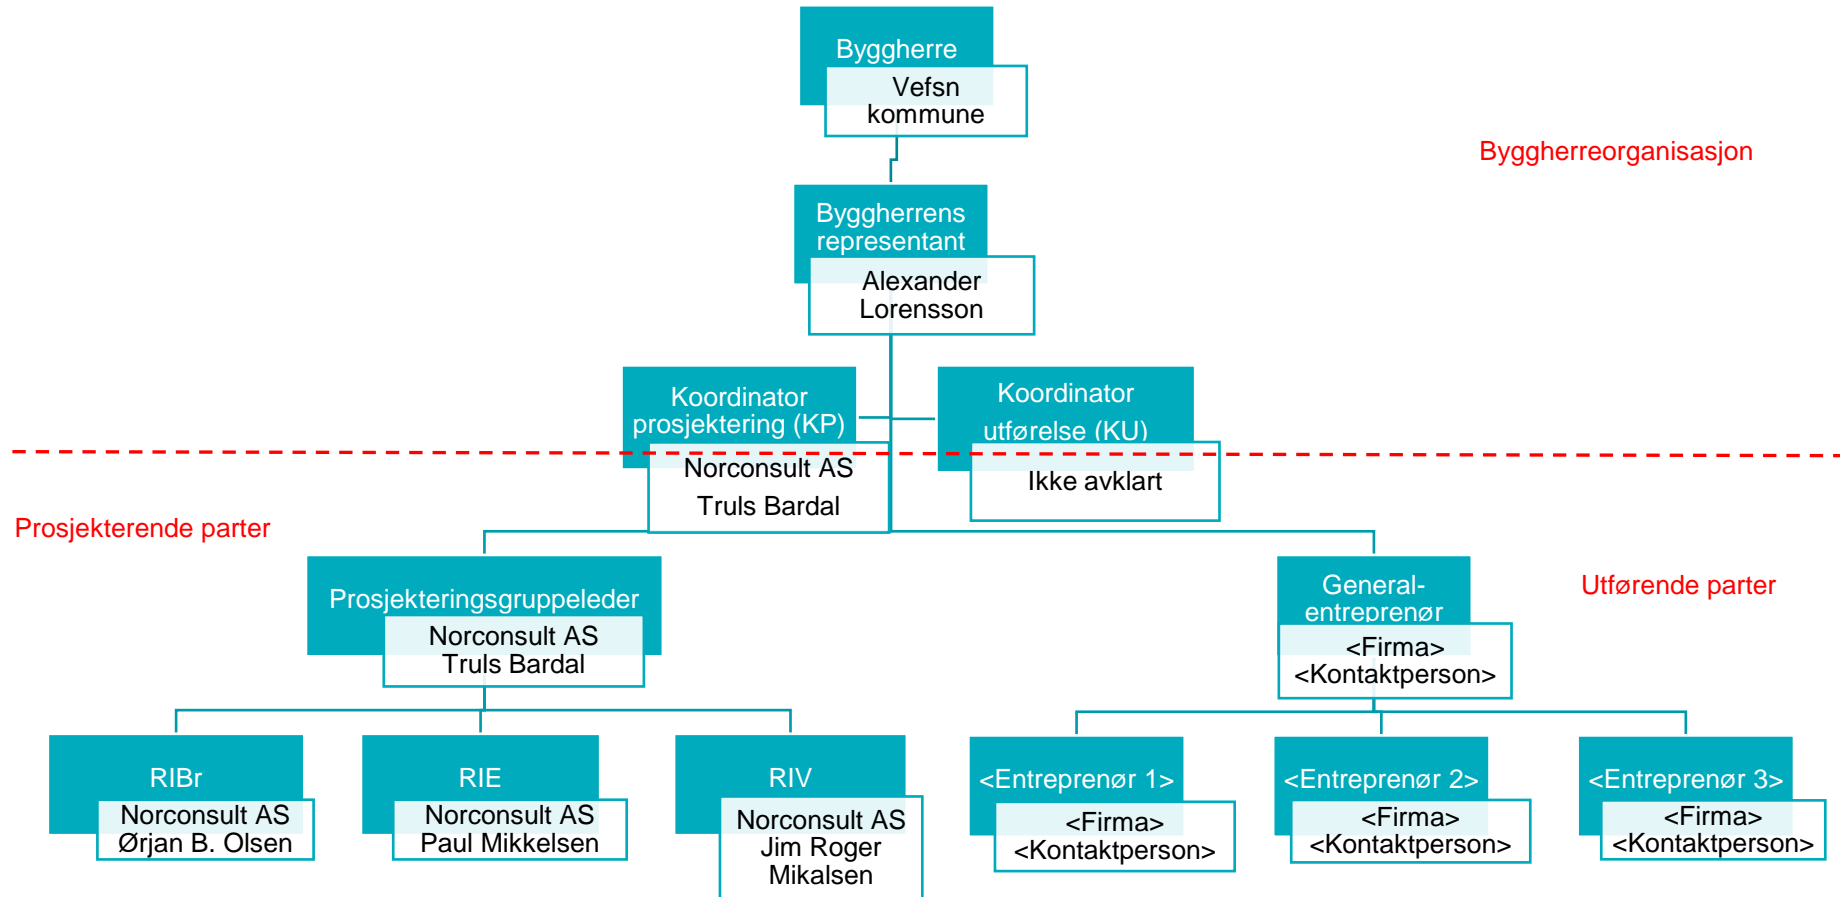 Byggherre
Vefsn
kommune
Byggherreorganisasjon
Byggherrens
representant
Alexander
Lorensson
Koordinator
prosjektering (KP)
Norconsult AS
Truls Bardal
Koordinator
utførelse (KU)
Ikke avklart
Prosjekterende parter
Prosjekteringsgruppeleder
Norconsult AS
Truls Bardal
General-
entreprenør
<Firma>
<Kontaktperson>
Utførende parter
RIBr
Norconsult AS
Ørjan B. Olsen
RIE
Norconsult AS
Paul Mikkelsen
RIV
Norconsult AS
Jim Roger
Mikalsen
<Entreprenør 1>
<Firma>
<Kontaktperson>
<Entreprenør 2>
<Firma>
<Kontaktperson>
<Entreprenør 3>
<Firma>
<Kontaktperson>